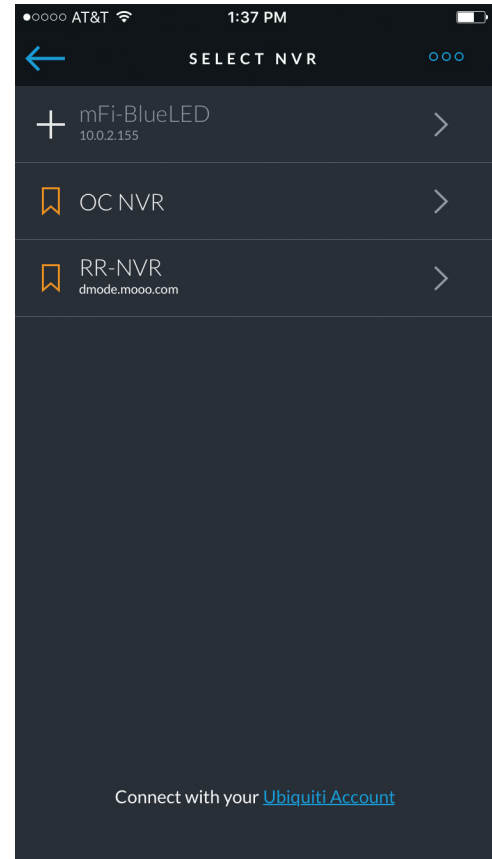 AT&T 1:37 PM
SELECT NVR
mFi-BlueLED
10.0.2.155
OC NVR
RR-NVR
dmode.mooo.com
Connect with your Ubiquiti Account